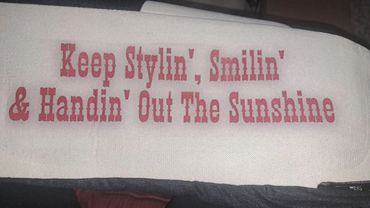 Keep Stylin', Smilin'
& Handin' Out The Sunshine